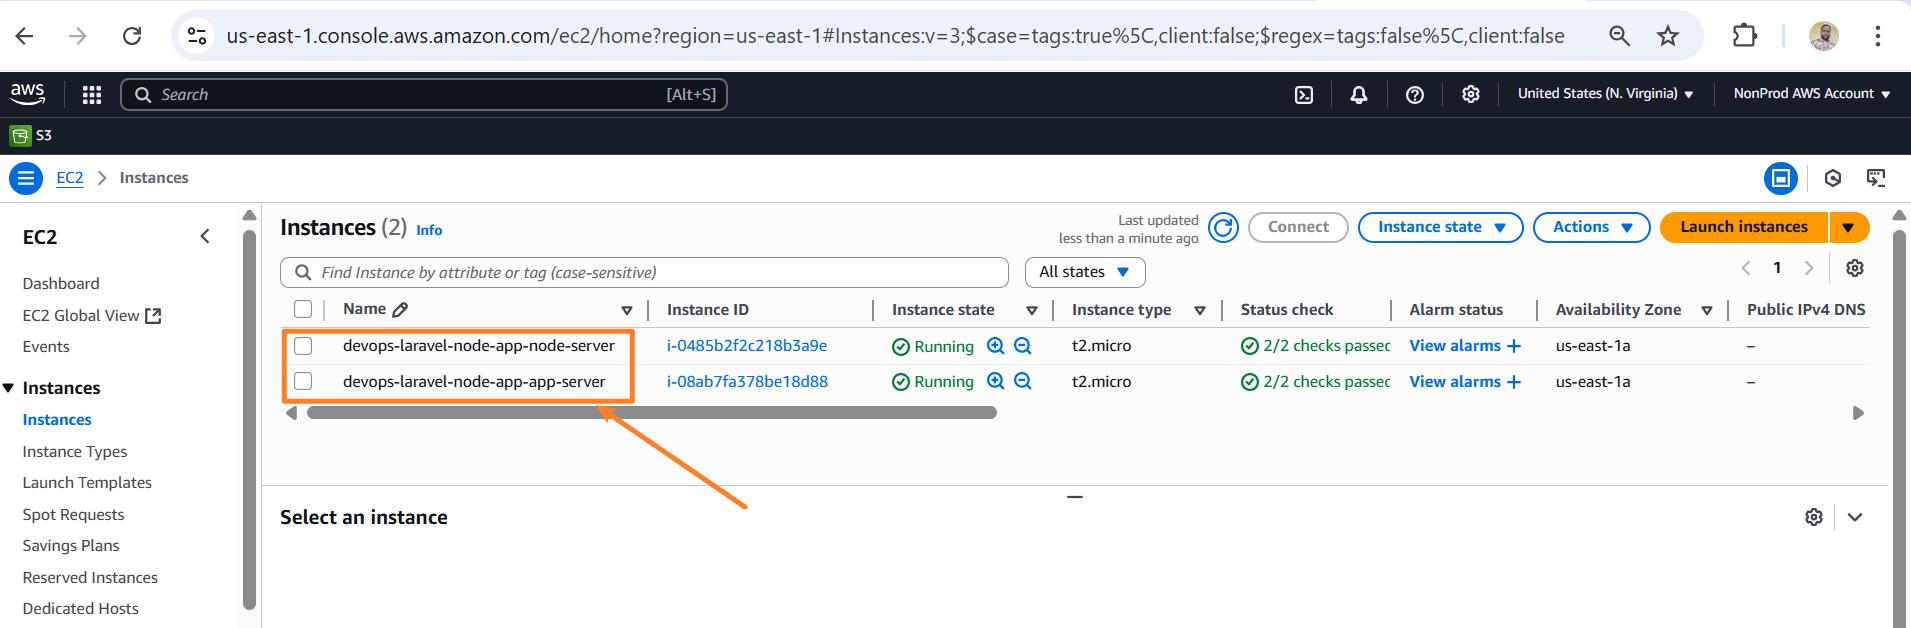 us-east-1.console.aws.amazon.com/ec2/home?region=us-east-1#Instances:v=3;$case=tags:true%5C,client:false;$regex=tags:false%5C,client:false
aws Search [Alt+S] United States (N. Virginia) NonProd AWS Account
S3
EC2 Instances
EC2
Dashboard
EC2 Global View
Events
Instances
Instances
Instance Types
Launch Templates
Spot Requests
Savings Plans
Reserved Instances
Dedicated Hosts
Instances (2) Info
Last updated
less than a minute ago
Connect Instance state Actions Launch instances
Find Instance by attribute or tag (case-sensitive) All states 1
Name Instance ID Instance state Instance type Status check Alarm status Availability Zone Public IPv4 DNS
devops-laravel-node-app-node-server i-0485b2f2c218b3a9e Running t2.micro 2/2 checks passec View alarms + us-east-1a –
devops-laravel-node-app-app-server i-08ab7fa378be18d88 Running t2.micro 2/2 checks passec View alarms + us-east-1a –
Select an instance